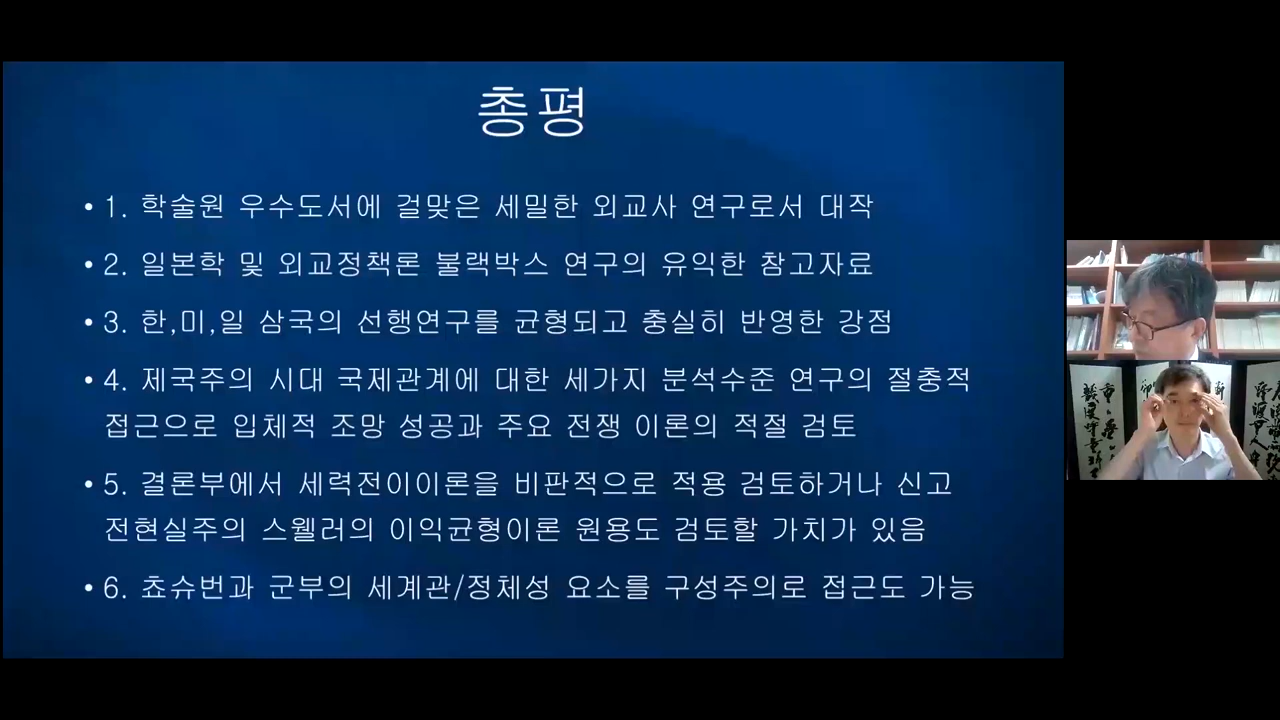 총평
• 1. 학술원 우수도서에 걸맞은 세밀한 외교사 연구로서 대작
• 2. 일본학 및 외교정책론 불랙박스 연구의 유익한 참고자료
• 3. 한,미,일 삼국의 선행연구를 균형되고 충실히 반영한 강점
• 4. 제국주의 시대 국제관계에 대한 세가지 분석수준 연구의 절충적
접근으로 입체적 조망 성공과 주요 전쟁 이론의 적절 검토
• 5. 결론부에서 세력전이이론을 비판적으로 적용 검토하거나 신고
전현실주의 스웰러의 이익균형이론 원용도 검토할 가치가 있음
• 6. 쵸슈번과 군부의 세계관/정체성 요소를 구성주의로 접근도 가능